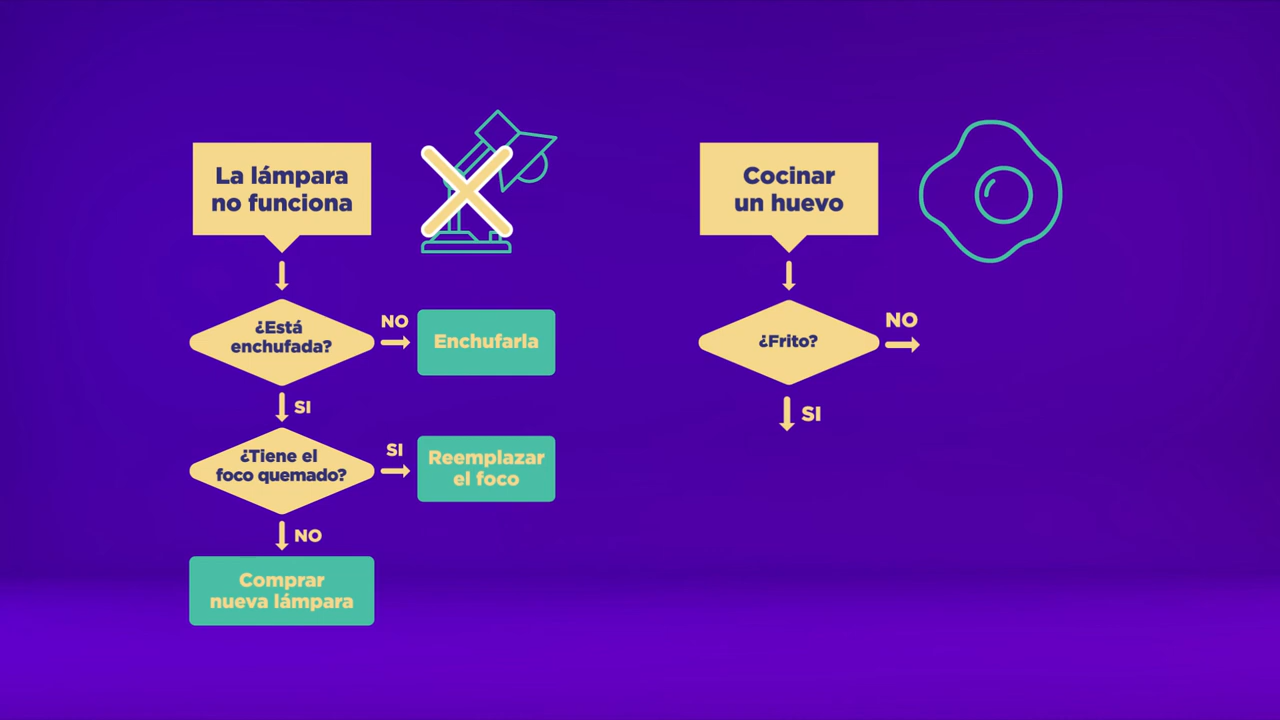 La lámpara
no funciona
¿Está
enchufada?
NO
Enchufarla
SI
¿Tiene el
foco quemado?
SI
Reemplazar
el foco
NO
Comprar
nueva lámpara
Cocinar
un huevo
¿Frito?
NO
SI